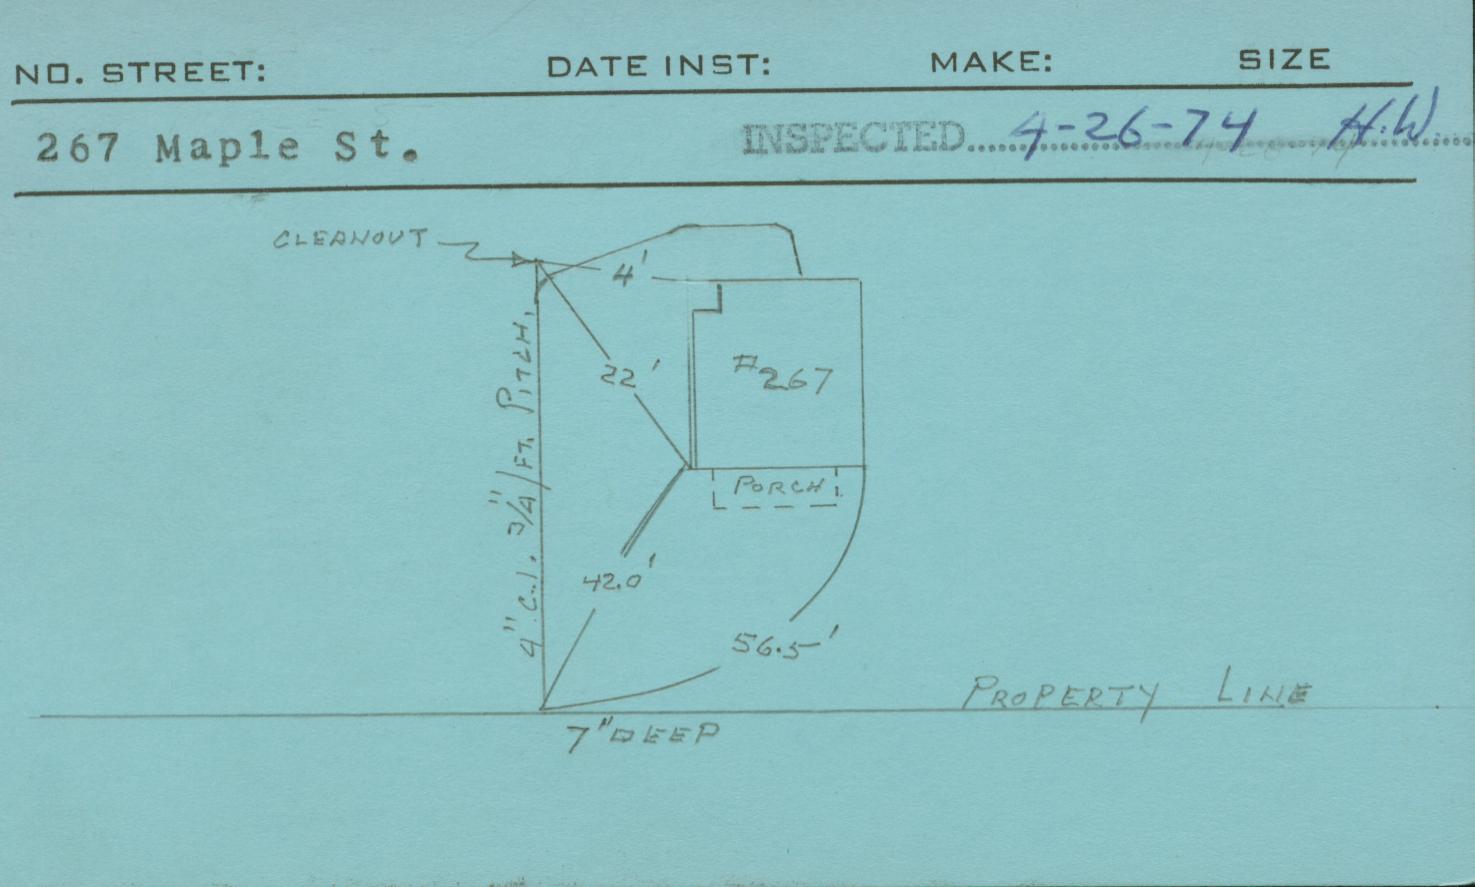 NO. STREET: DATE INST: MAKE: SIZE
267 Maple St. INSPECTED 4-26-74 H.W.
CLEANOUT
4'
22'
#267
4" C.I. 3/4"/FT. PITCH.
PORCH
42.0'
56.5'
PROPERTY LINE
7" DEEP